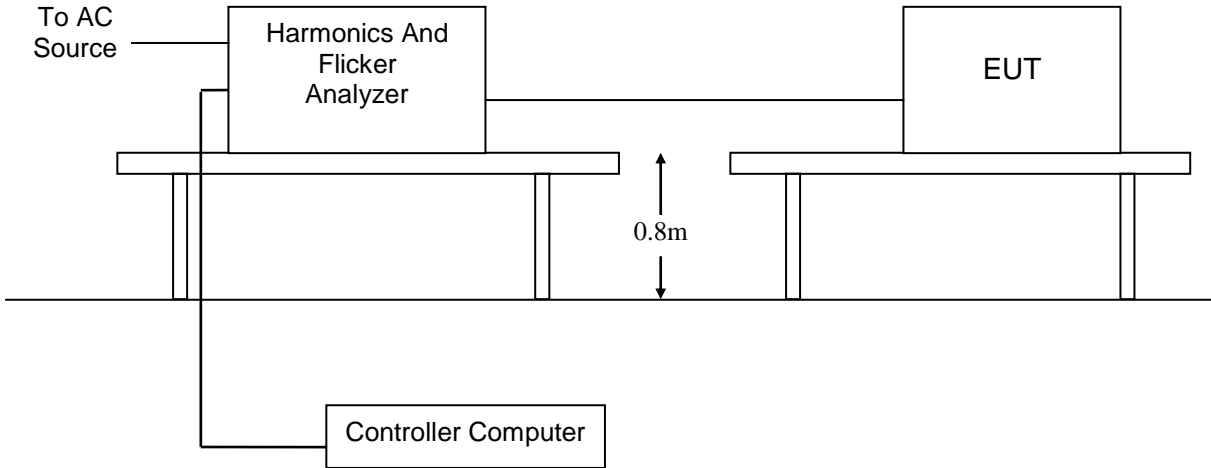 To AC
Source
Harmonics And
Flicker
Analyzer
EUT
0.8m
Controller Computer